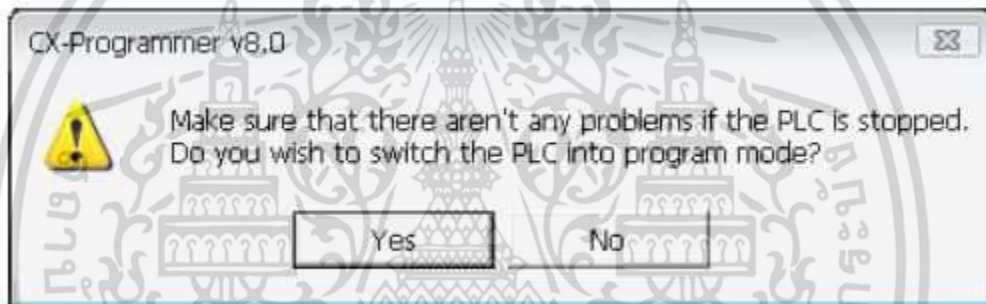 CX-Programmer v8.0
Make sure that there aren't any problems if the PLC is stopped.
Do you wish to switch the PLC into program mode?
Yes
No